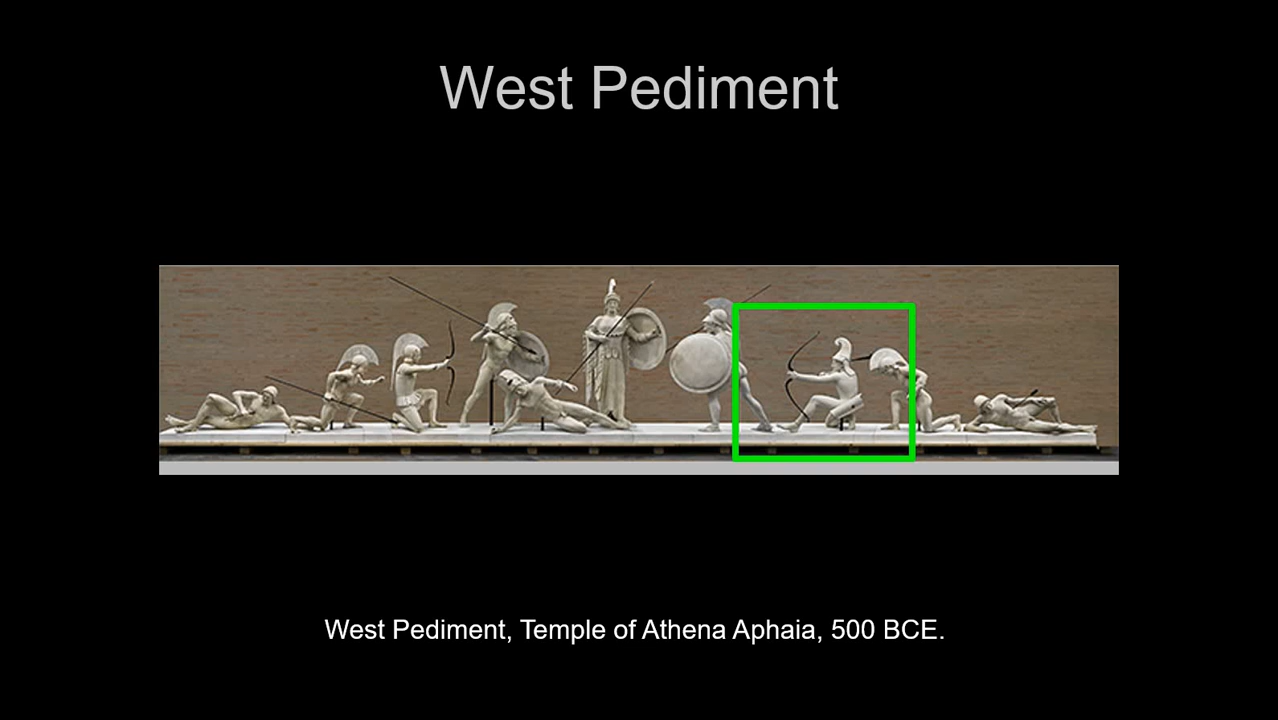 West Pediment
West Pediment, Temple of Athena Aphaia, 500 BCE.